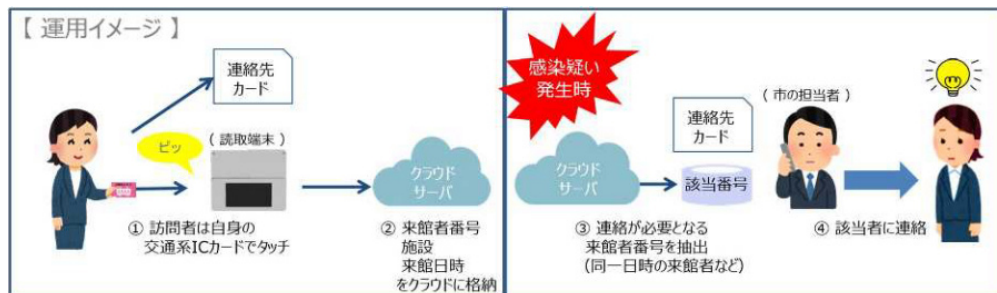 【 運用イメージ 】
連絡先
カード
ピッ
( 読取端末 )
クラウド
サーバ
① 訪問者は自身の
交通系ICカードでタッチ
② 来館者番号
施設
来館日時
をクラウドに格納
感染疑い
発生時
クラウド
サーバ
連絡先
カード
該当番号
( 市の担当者 )
③ 連絡が必要となる
来館者番号を抽出
(同一日時の来館者など)
④ 該当者に連絡